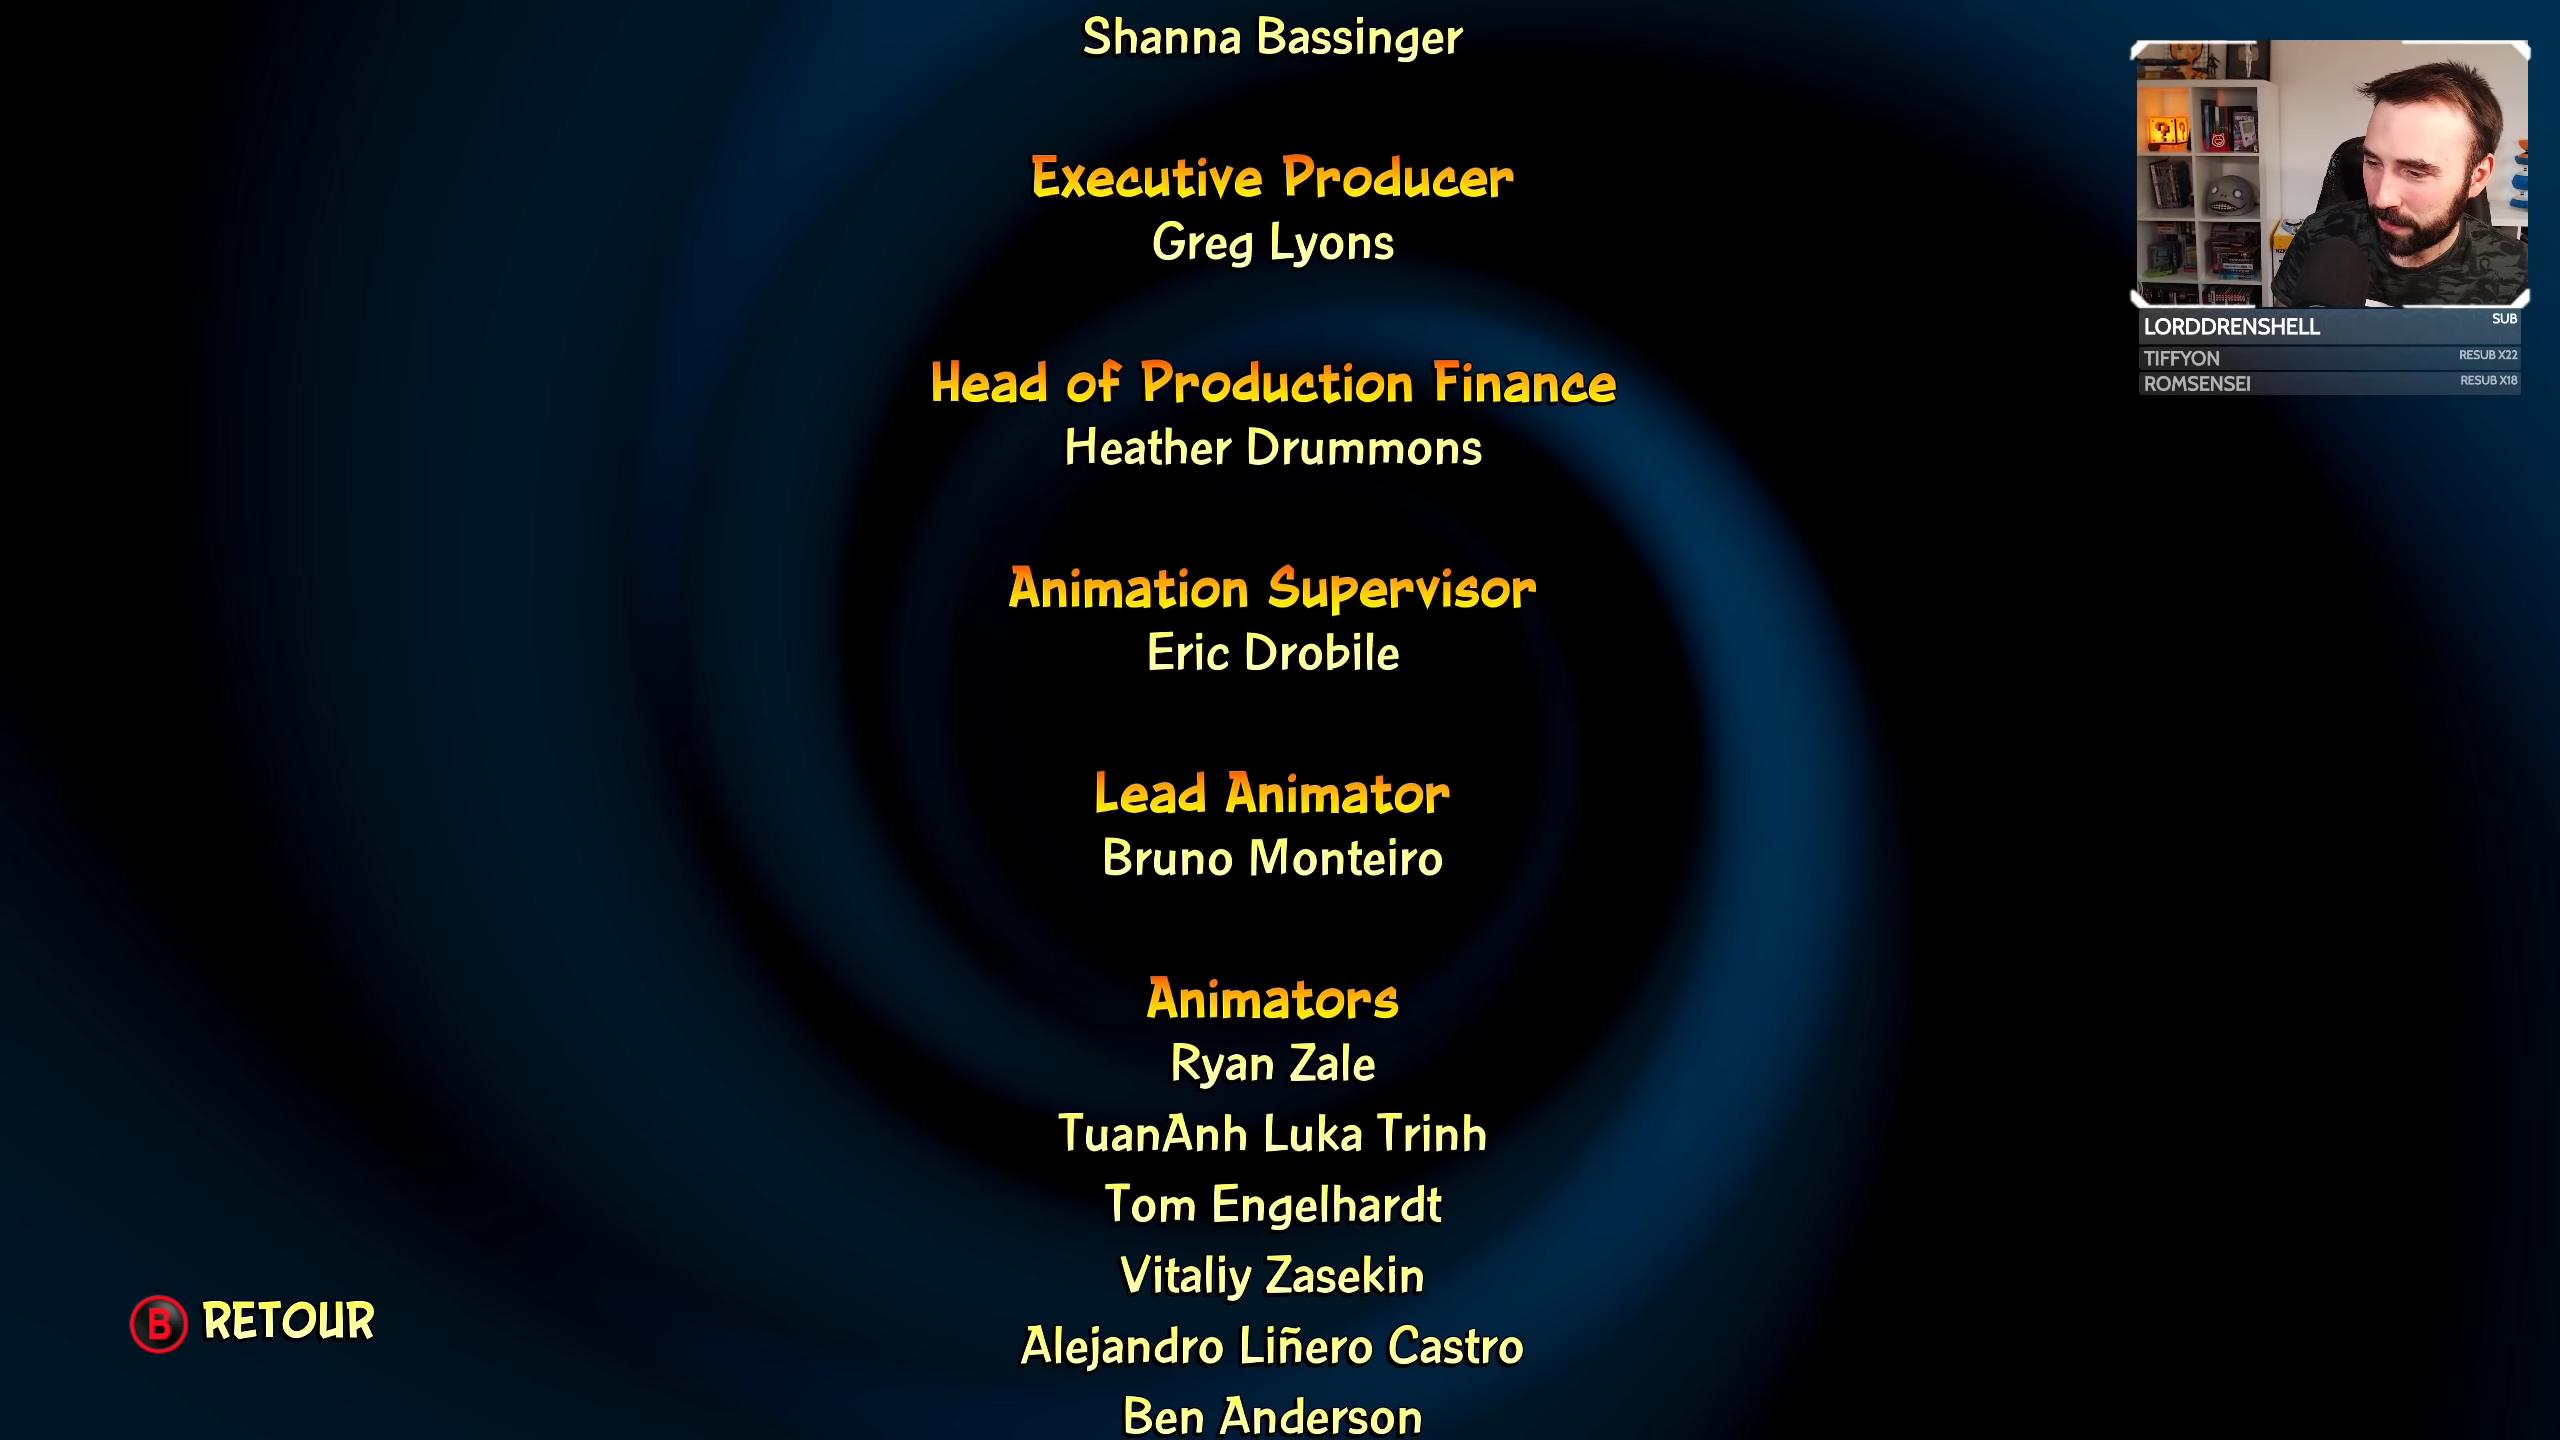 Shanna Bassinger
Executive Producer
Greg Lyons
Head of Production Finance
Heather Drummons
Animation Supervisor
Eric Drobile
Lead Animator
Bruno Monteiro
Animators
Ryan Zale
TuanAnh Luka Trinh
Tom Engelhardt
Vitaliy Zasekin
Alejandro Liñero Castro
Ben Anderson
B RETOUR
LORDDRENSHELL SUB
TIFFYON RESUB X22
ROMSENSEI RESUB X18